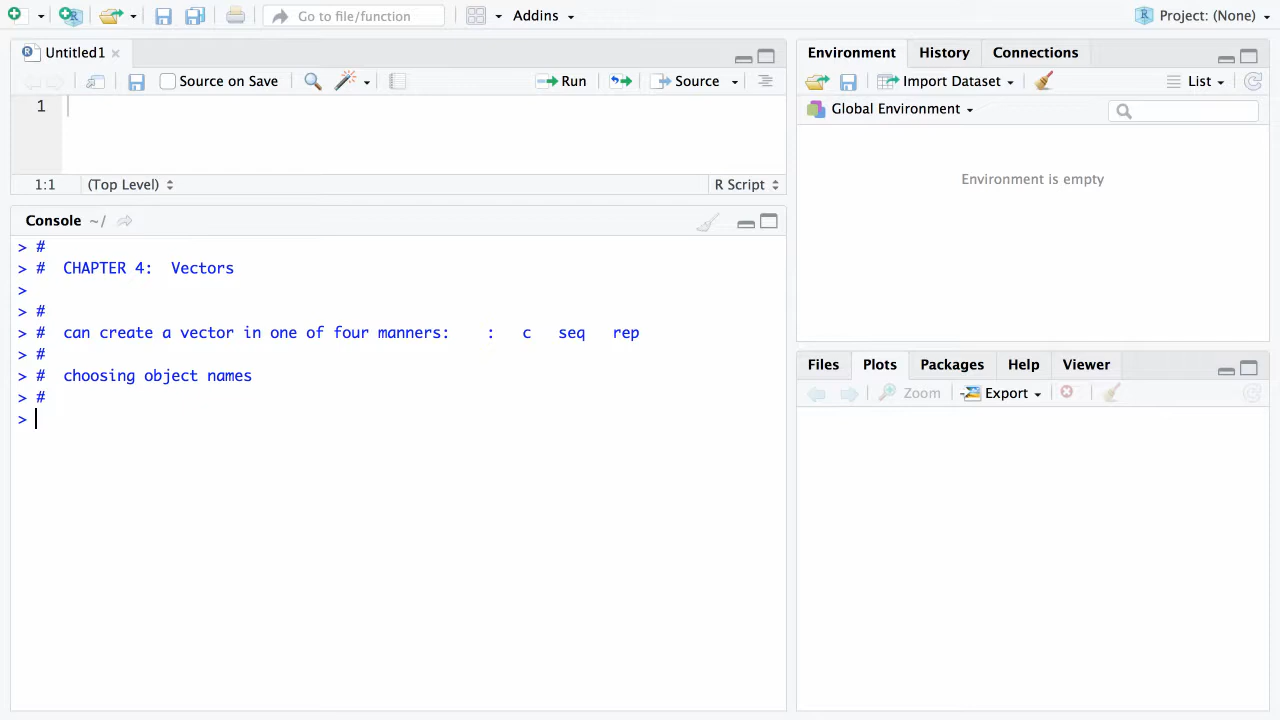 Go to file/function
Addins
Project: (None)
Untitled1
Source on Save
Run
Source
1
1:1
(Top Level)
R Script
Console ~/
> #
> #  CHAPTER 4:  Vectors
>
> #
> #  can create a vector in one of four manners:    :   c   seq   rep
> #
> #  choosing object names
> #
>
Environment
History
Connections
Import Dataset
List
Global Environment
Environment is empty
Files
Plots
Packages
Help
Viewer
Zoom
Export